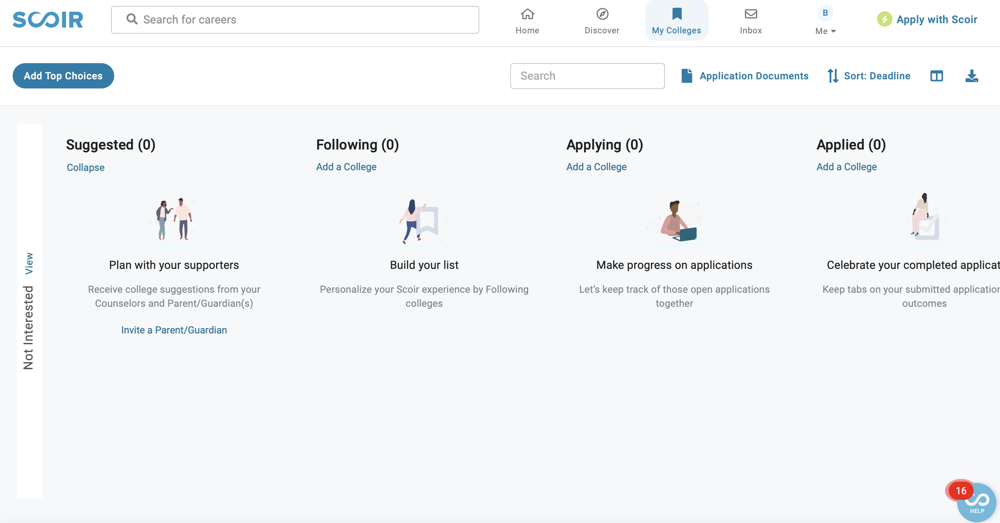 SCOIR
Search for careers
Home
Discover
My Colleges
Inbox
B
Me
Apply with Scoir
Add Top Choices
Search
Application Documents
Sort: Deadline
Not Interested View
Suggested (0)
Collapse
Plan with your supporters
Receive college suggestions from your
Counselors and Parent/Guardian(s)
Invite a Parent/Guardian
Following (0)
Add a College
Build your list
Personalize your Scoir experience by Following
colleges
Applying (0)
Add a College
Make progress on applications
Let’s keep track of those open applications
together
Applied (0)
Add a College
Celebrate your completed applicat
Keep tabs on your submitted application
outcomes
16
HELP